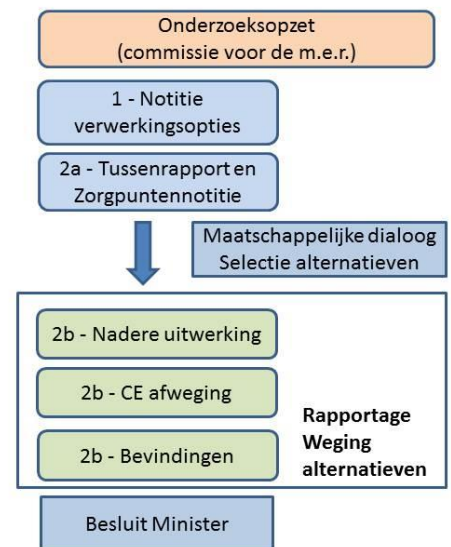 Onderzoeksopzet
(commissie voor de m.e.r.)
1 - Notitie
verwerkingsopties
2a - Tussenrapport en
Zorgpuntennotitie
Maatschappelijke dialoog
Selectie alternatieven
2b - Nadere uitwerking
2b - CE afweging
2b - Bevindingen
Rapportage
Weging
alternatieven
Besluit Minister